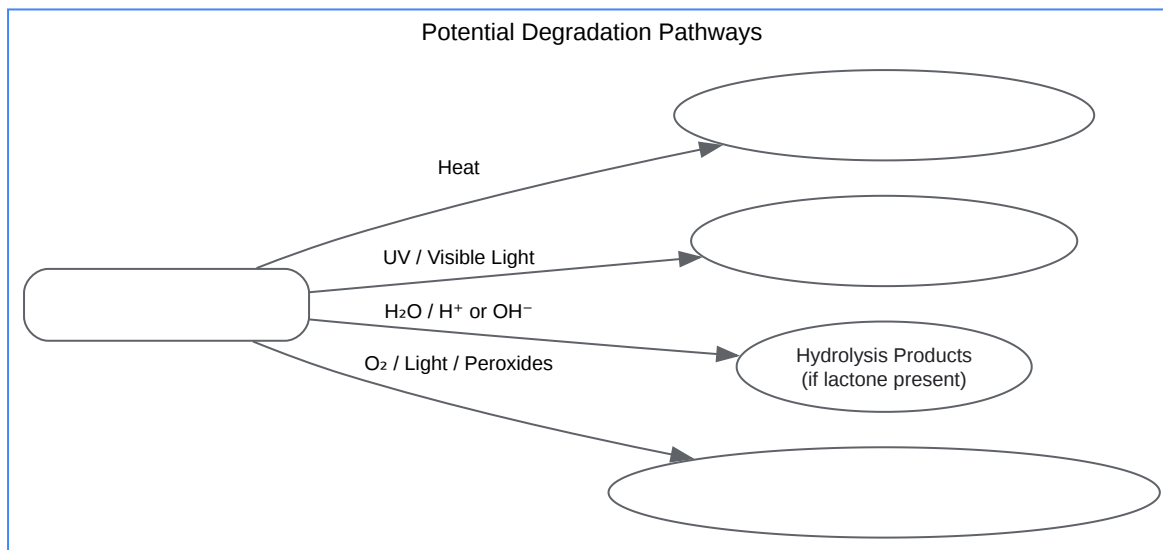 Potential Degradation Pathways
Heat
UV / Visible Light
H₂O / H⁺ or OH⁻
O₂ / Light / Peroxides
Hydrolysis Products
(if lactone present)